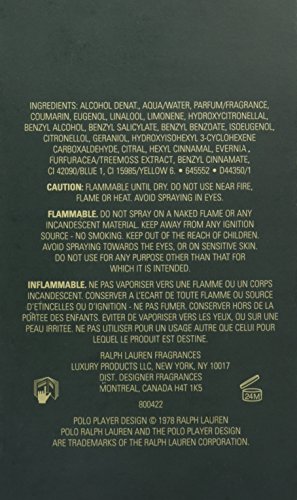 INGREDIENTS: ALCOHOL DENAT., AQUA/WATER, PARFUM/FRAGRANCE,
COUMARIN, EUGENOL, LINALOOL, LIMONENE, HYDROXYCITRONELLAL,
BENZYL ALCOHOL, BENZYL SALICYLATE, BENZYL BENZOATE, ISOEUGENOL,
CITRONELLOL, GERANIOL, HYDROXYISOHEXYL 3-CYCLOHEXENE
CARBOXALDEHYDE, CITRAL, HEXYL CINNAMAL, EVERNIA
FURFURACEA/TREEMOSS EXTRACT, BENZYL CINNAMATE,
CI 42090/BLUE 1, CI 15985/YELLOW 6. • 645552 • D44350/1
CAUTION: FLAMMABLE UNTIL DRY. DO NOT USE NEAR FIRE,
FLAME OR HEAT. AVOID SPRAYING IN EYES.
FLAMMABLE. DO NOT SPRAY ON A NAKED FLAME OR ANY
INCANDESCENT MATERIAL. KEEP AWAY FROM ANY IGNITION
SOURCE - NO SMOKING. KEEP OUT OF THE REACH OF CHILDREN.
AVOID SPRAYING TOWARDS THE EYES, OR ON SENSITIVE SKIN.
DO NOT USE FOR ANY PURPOSE OTHER THAN THAT FOR
WHICH IT IS INTENDED.
INFLAMMABLE. NE PAS VAPORISER VERS UNE FLAMME OU UN CORPS
INCANDESCENT. CONSERVER A L'ECART DE TOUTE FLAMME OU SOURCE
D'ETINCELLES OU D'IGNITION - NE PAS FUMER. CONSERVER HORS DE LA
PORTEE DES ENFANTS. EVITER DE VAPORISER VERS LES YEUX, OU SUR UNE
PEAU IRRITEE. NE PAS UTILISER POUR UN USAGE AUTRE QUE CELUI POUR
LEQUEL LE PRODUIT EST DESTINE.
RALPH LAUREN FRAGRANCES
LUXURY PRODUCTS LLC, NEW YORK, NY 10017
DIST. DESIGNER FRAGRANCES
MONTREAL, CANADA H4T 1K5
24M
800422
POLO PLAYER DESIGN © 1978 RALPH LAUREN
POLO RALPH LAUREN AND THE POLO PLAYER DESIGN
ARE TRADEMARKS OF THE RALPH LAUREN CORPORATION.